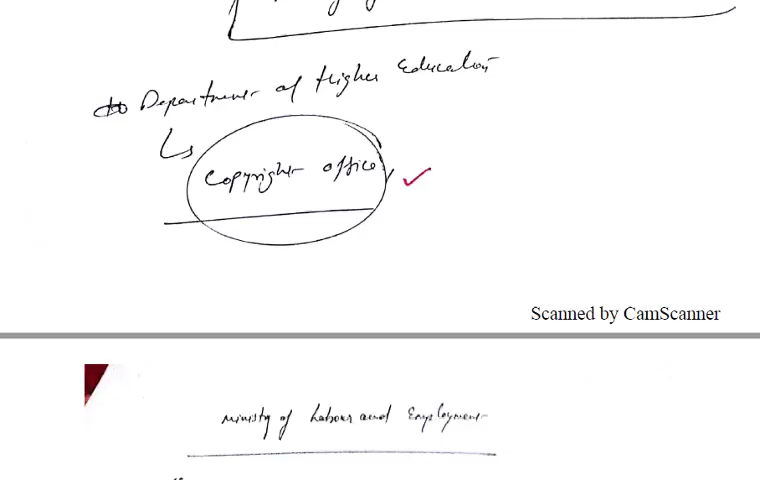 Department of Higher Education
Copyright office
Scanned by CamScanner
Ministry of Labour and Employment